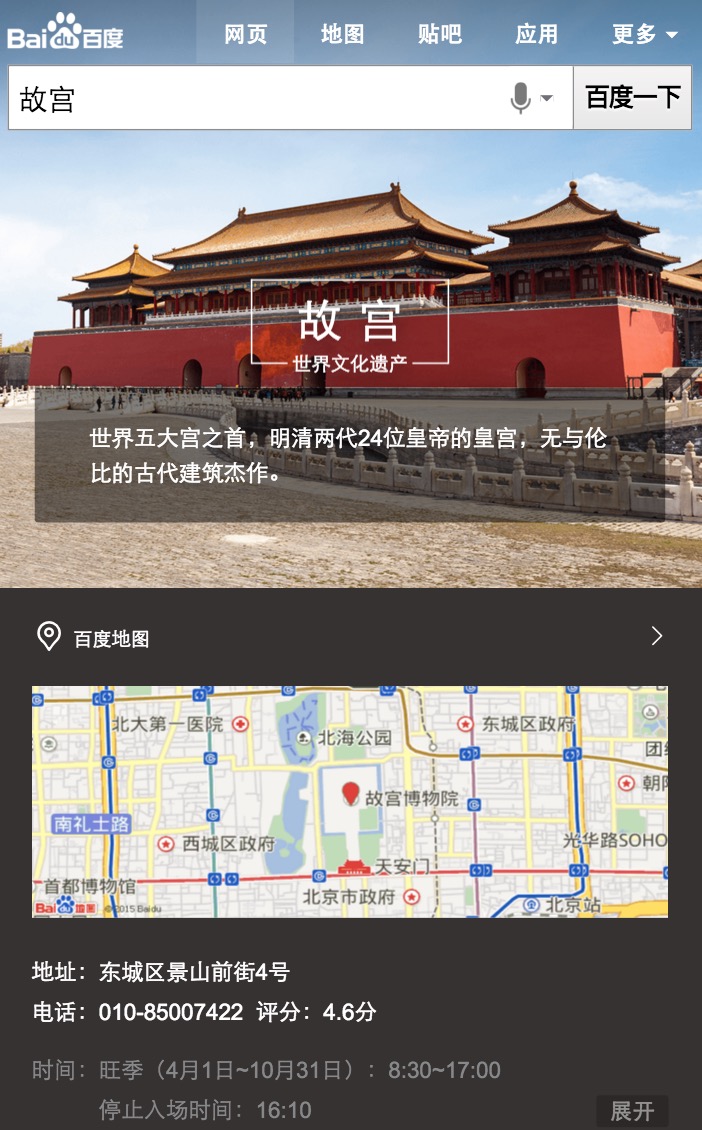 Bai du 百度 网页 地图 贴吧 应用 更多
故宫 百度一下
故宫
世界文化遗产
世界五大宫之首，明清两代24位皇帝的皇宫，无与伦
比的古代建筑杰作。
百度地图
北大第一医院
东城区政府
北海公园
团结
朝阳
故宫博物院
南礼士路
西城区政府
光华路SOHO
天安门
首都博物馆
北京市政府
北京站
Bai du 地图 ©2015 Baidu
地址：东城区景山前街4号
电话：010-85007422 评分：4.6分
时间：旺季（4月1日~10月31日）：8:30~17:00
停止入场时间：16:10
展开